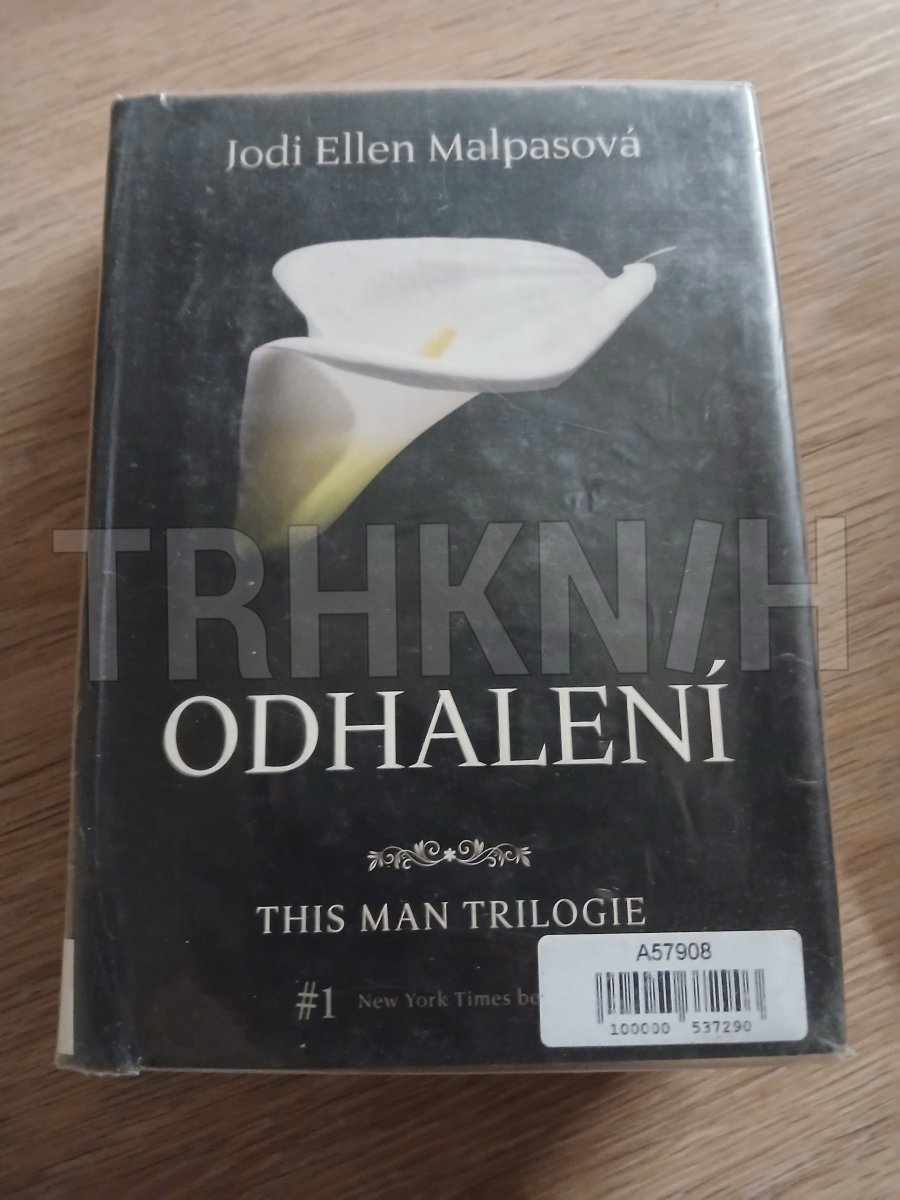 Jodi Ellen Malpasová
TRHKNIH
ODHALENÍ
THIS MAN TRILOGIE
#1 New York Times
A57908
100000 537290